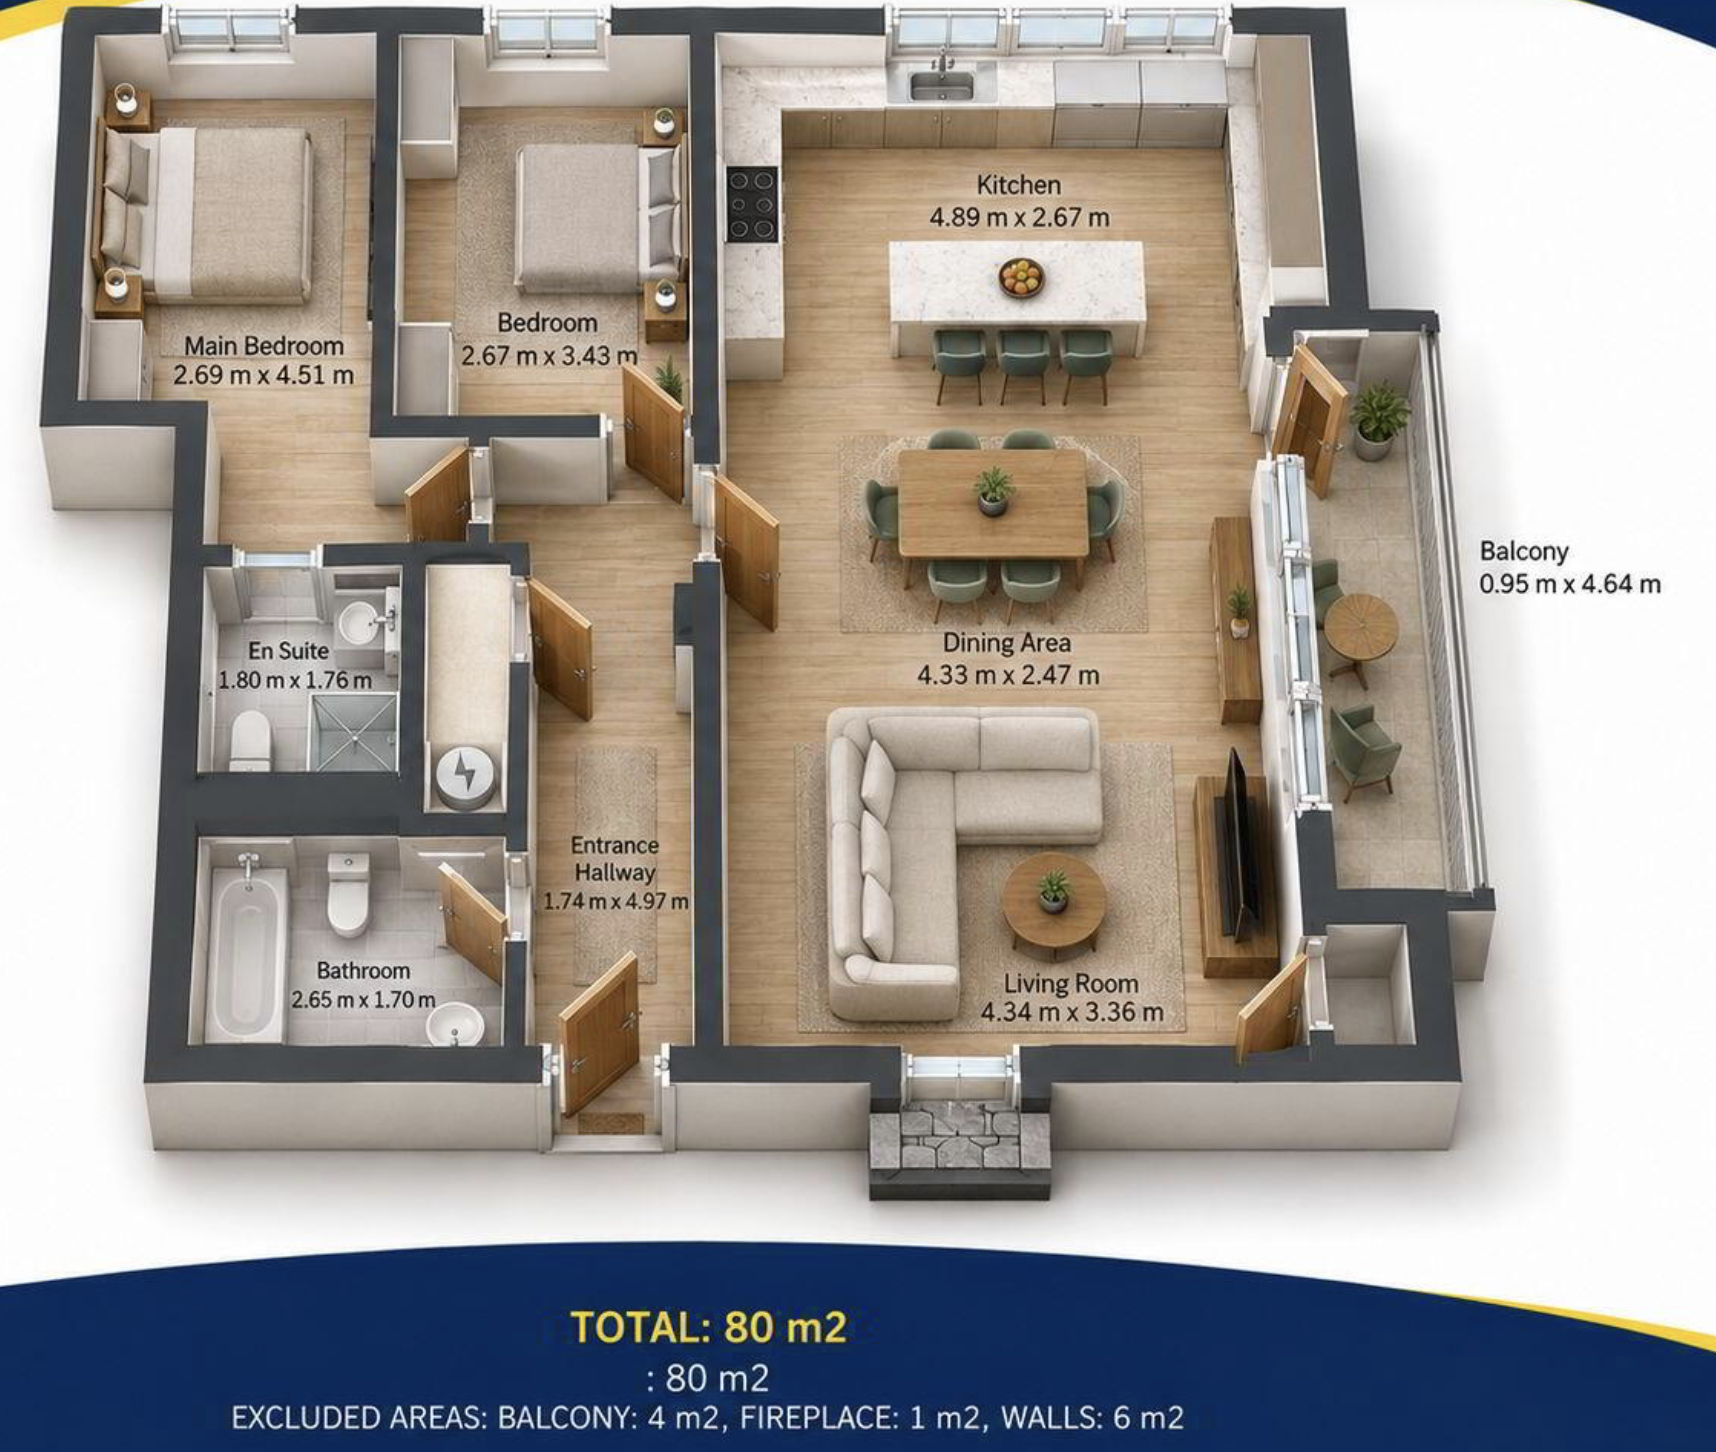 Kitchen
4.89 m x 2.67 m
Bedroom
2.67 m x 3.43 m
Main Bedroom
2.69 m x 4.51 m
Balcony
0.95 m x 4.64 m
En Suite
1.80 m x 1.76 m
Dining Area
4.33 m x 2.47 m
Entrance
Hallway
1.74 m x 4.97 m
Bathroom
2.65 m x 1.70 m
Living Room
4.34 m x 3.36 m
TOTAL: 80 m2
: 80 m2
EXCLUDED AREAS: BALCONY: 4 m2, FIREPLACE: 1 m2, WALLS: 6 m2